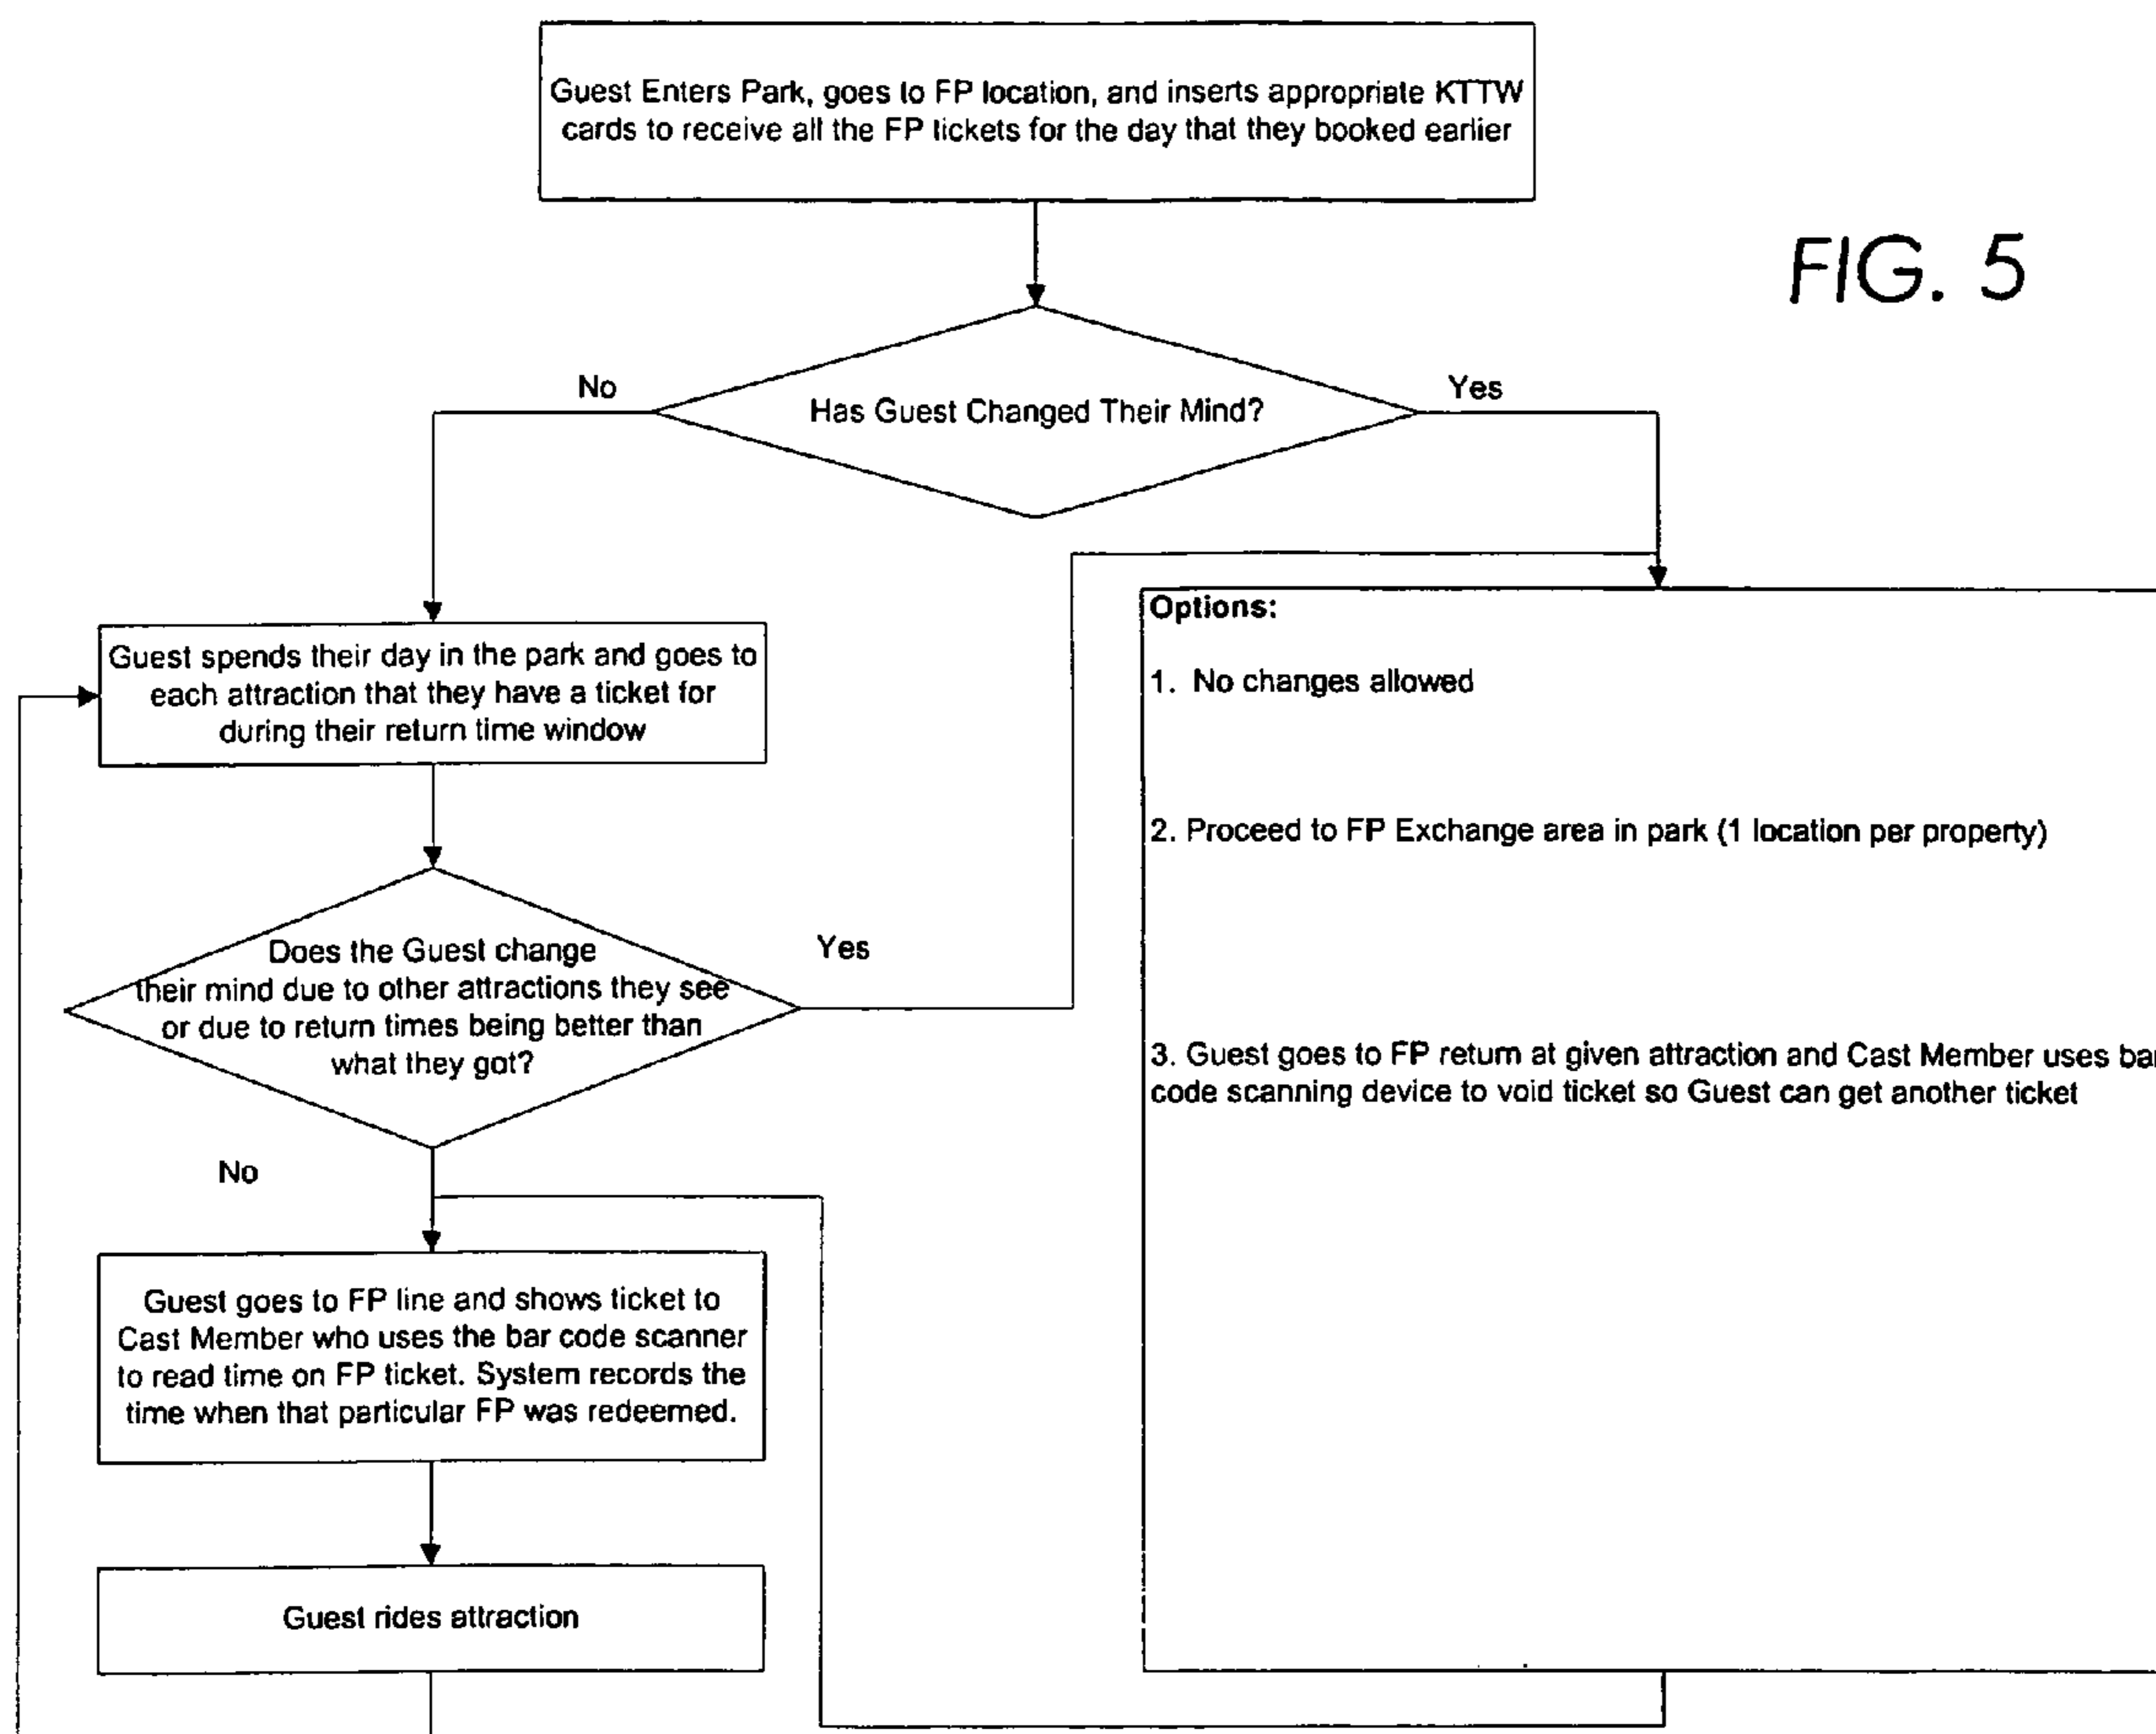 Guest Enters Park, goes to FP location, and inserts appropriate KTTW
cards to receive all the FP tickets for the day that they booked earlier
FIG. 5
No
Yes
Has Guest Changed Their Mind?
Guest spends their day in the park and goes to
each attraction that they have a ticket for
during their return time window
Options:
1. No changes allowed
2. Proceed to FP Exchange area in park (1 location per property)
3. Guest goes to FP return at given attraction and Cast Member uses bar
code scanning device to void ticket so Guest can get another ticket
Does the Guest change
their mind due to other attractions they see
or due to return times being better than
what they got?
Yes
No
Guest goes to FP line and shows ticket to
Cast Member who uses the bar code scanner
to read time on FP ticket. System records the
time when that particular FP was redeemed.
Guest rides attraction